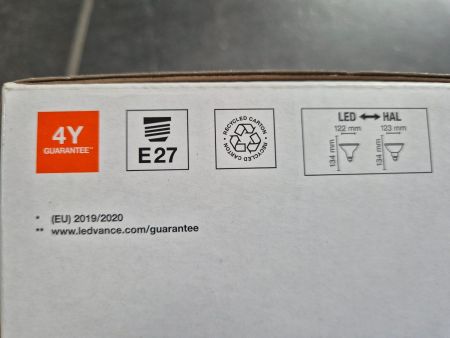 4Y
GUARANTEE**
E27
RECYCLED CARTON • RECYCLED CARTON •
LED ↔ HAL
122 mm 123 mm
134 mm 134 mm
* (EU) 2019/2020
** www.ledvance.com/guarantee